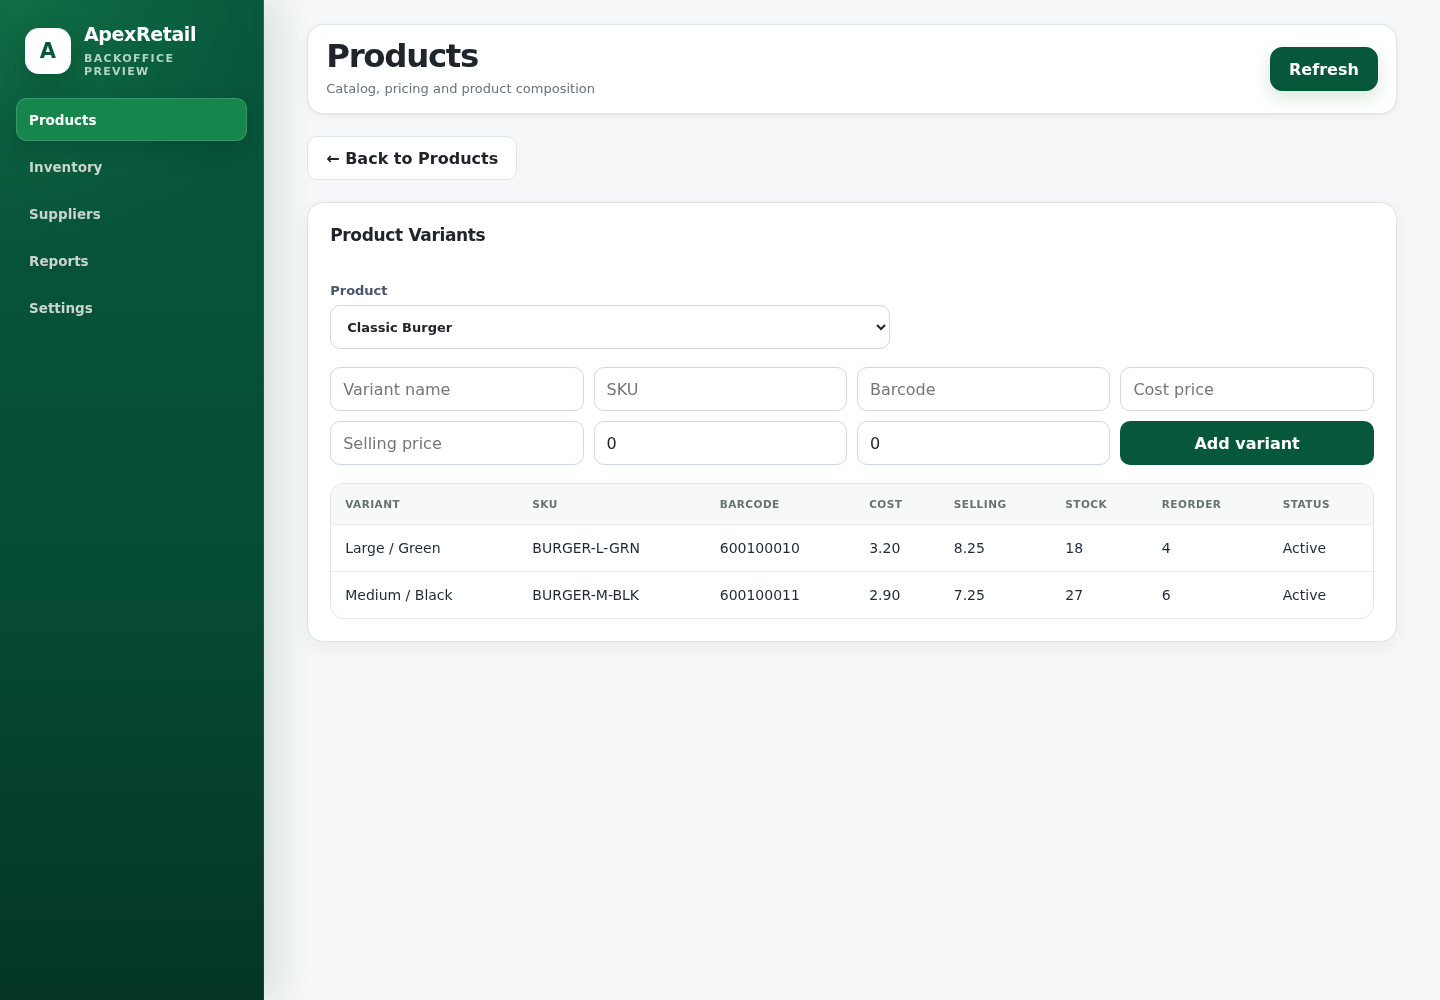 A
ApexRetail
BACKOFFICE
PREVIEW
Products
Inventory
Suppliers
Reports
Settings
Products
Catalog, pricing and product composition
Refresh
← Back to Products
Product Variants
Product
Classic Burger
Variant name SKU Barcode Cost price
Selling price 0 0 Add variant
VARIANT SKU BARCODE COST SELLING STOCK REORDER STATUS
Large / Green BURGER-L-GRN 600100010 3.20 8.25 18 4 Active
Medium / Black BURGER-M-BLK 600100011 2.90 7.25 27 6 Active